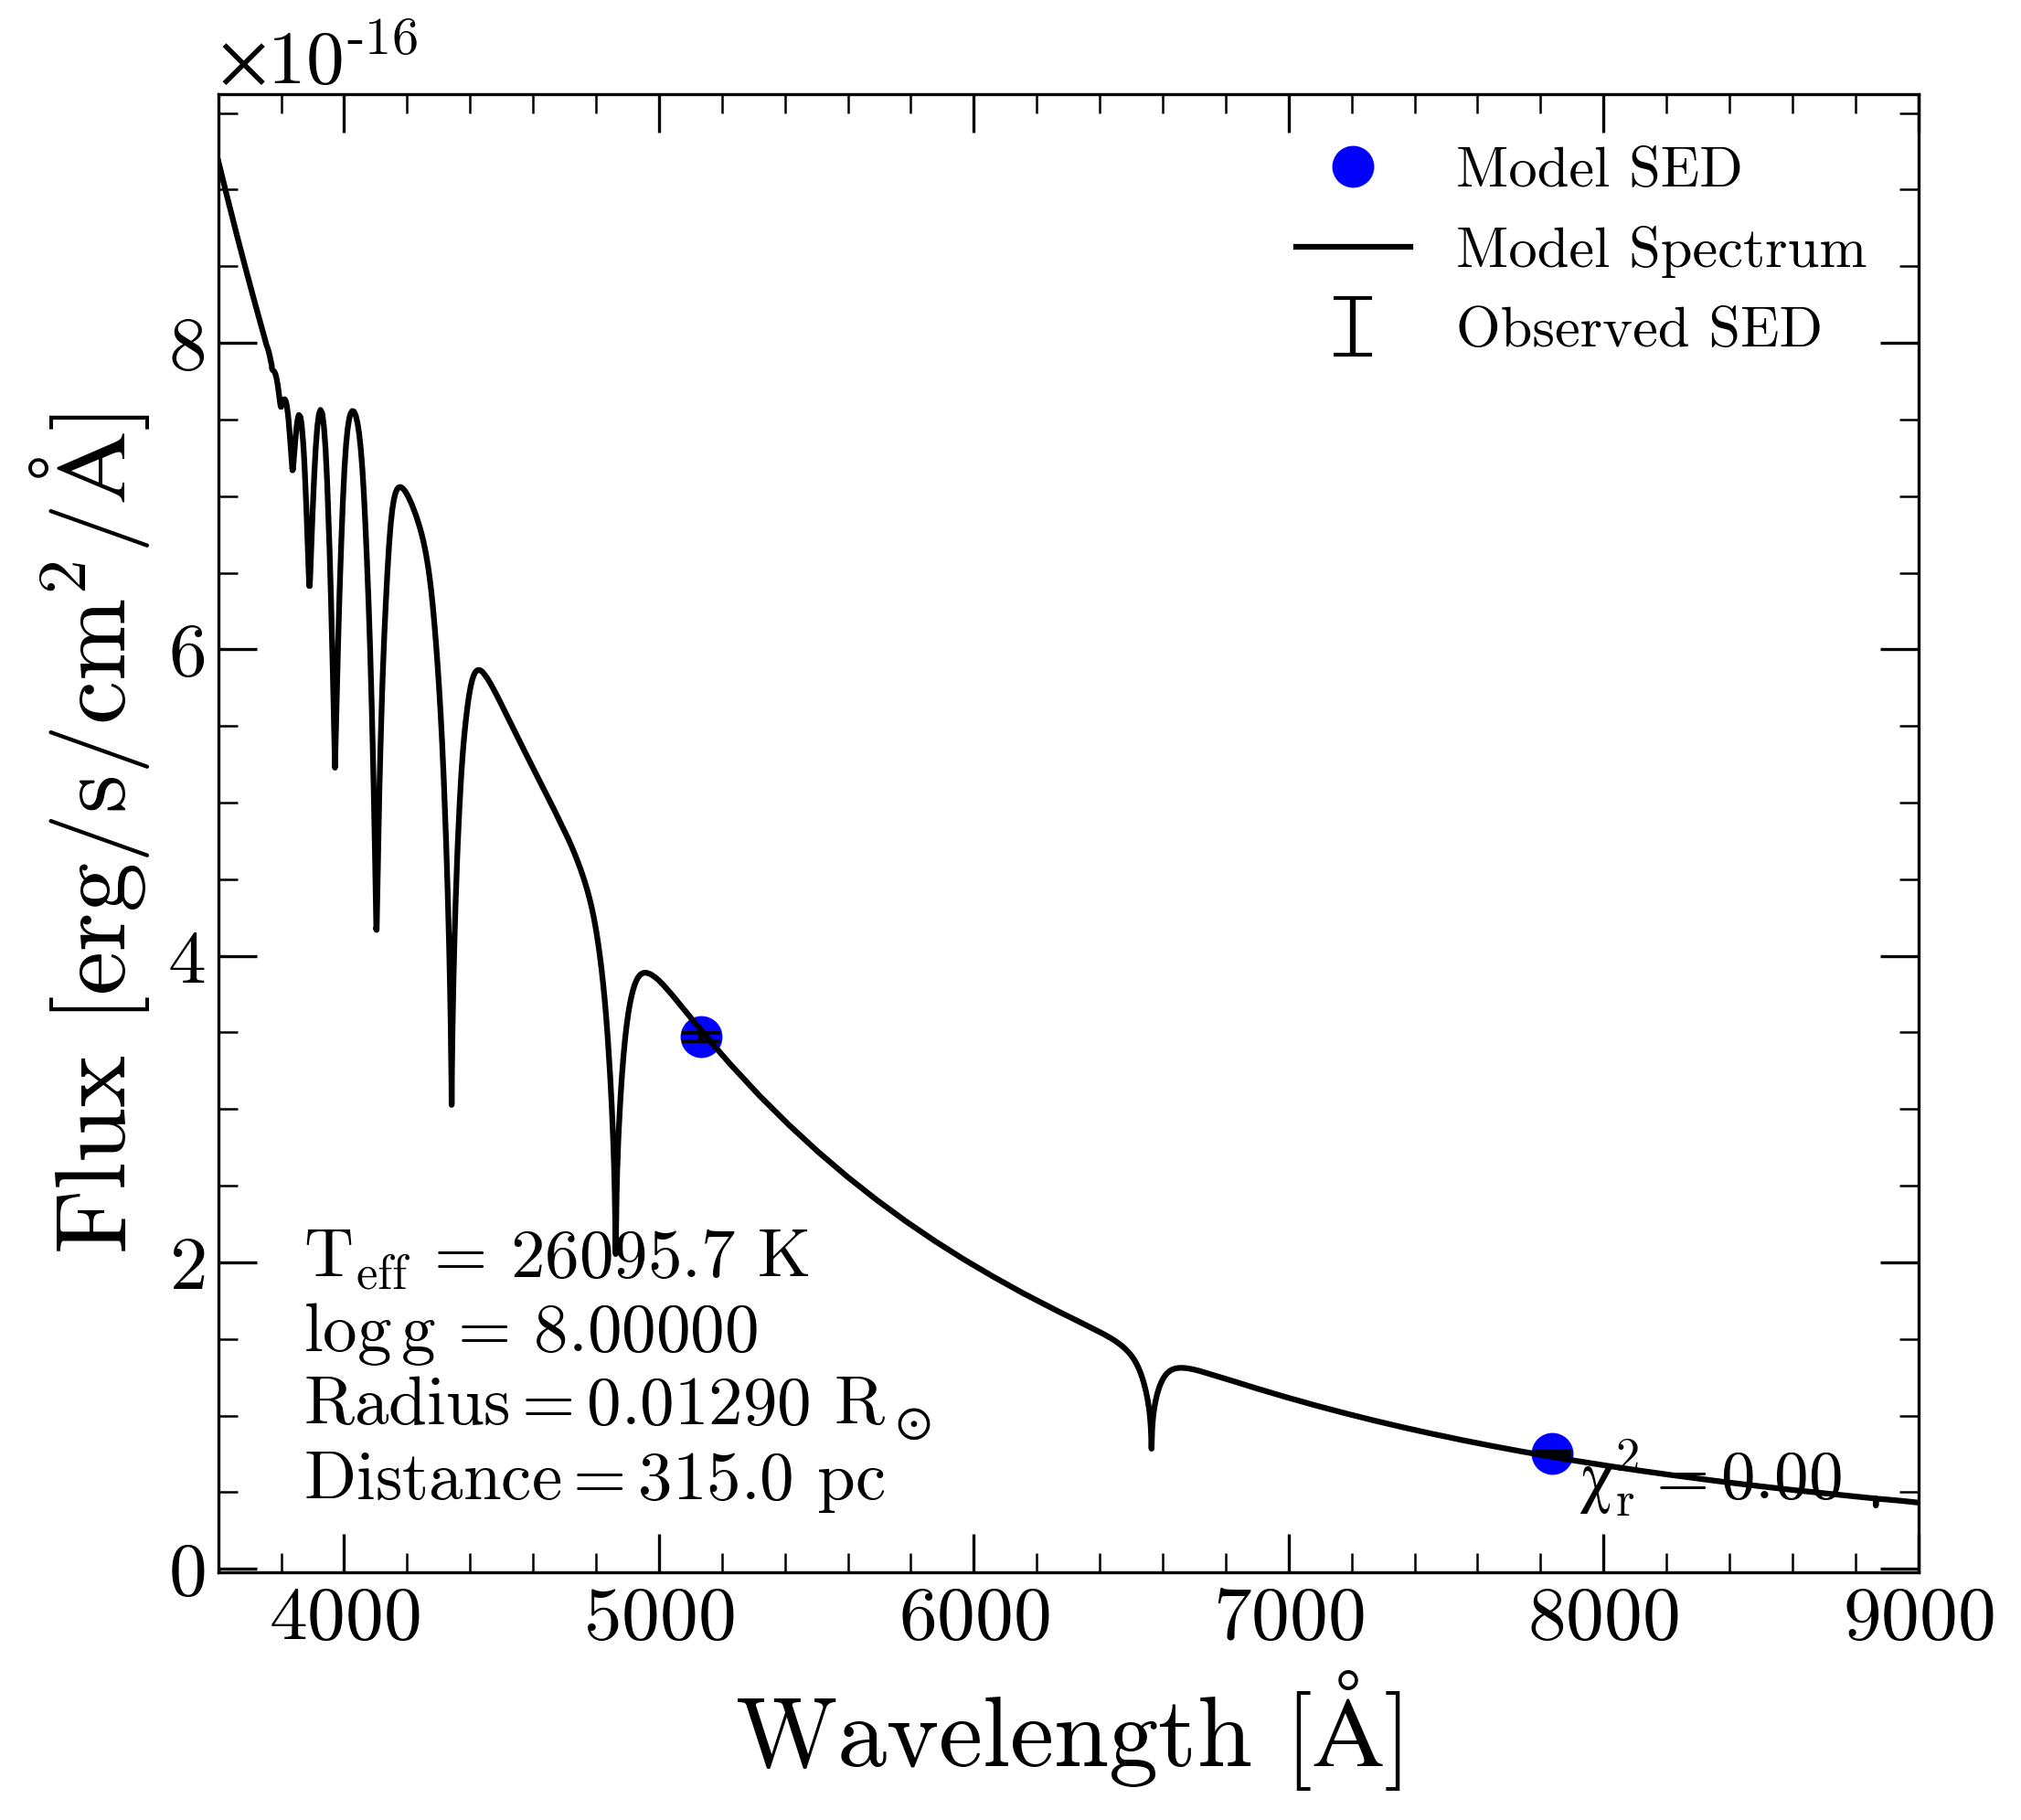 ×10⁻¹⁶
Model SED
Model Spectrum
Observed SED
8
6
4
2
0
Flux [erg/s/cm²/Å]
T_eff = 26095.7 K
log g = 8.00000
Radius = 0.01290 R_⊙
Distance = 315.0 pc
χ_r² = 0.00
4000 5000 6000 7000 8000 9000
Wavelength [Å]